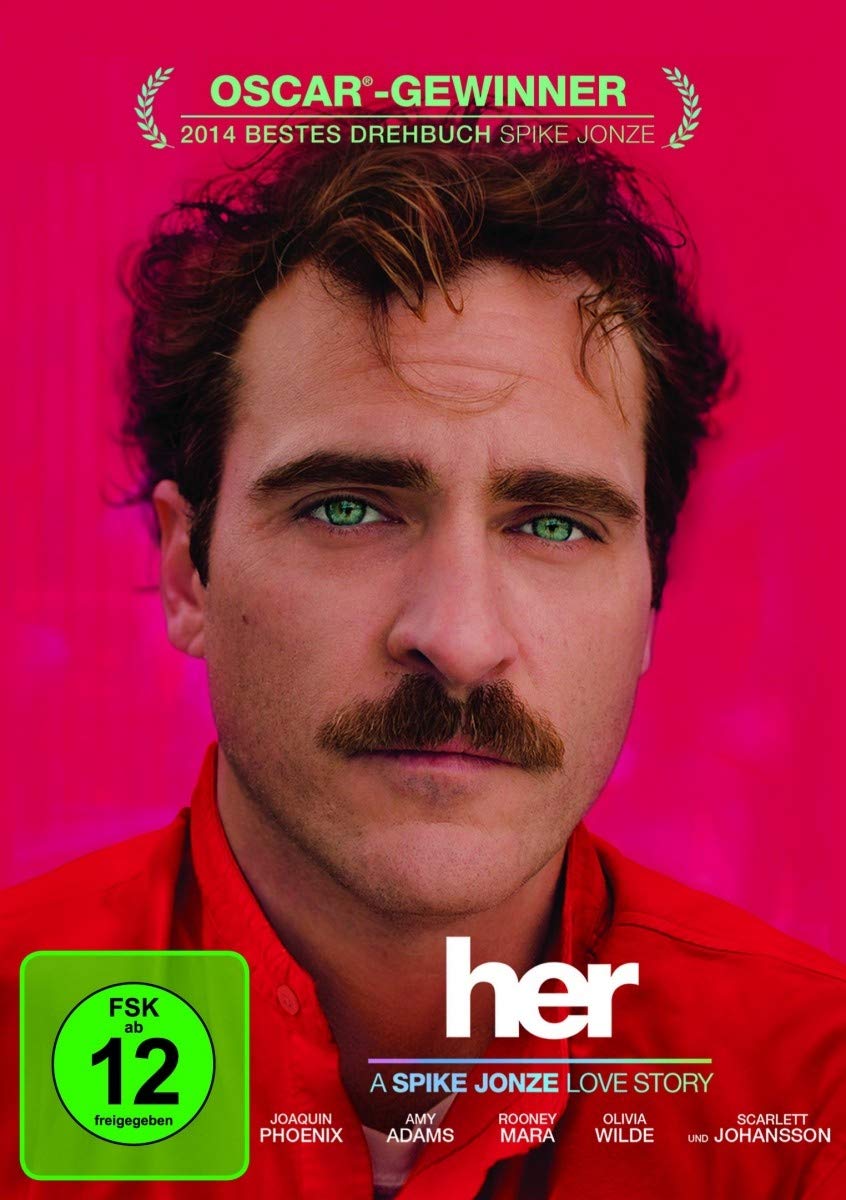 OSCAR®-GEWINNER
2014 BESTES DREHBUCH SPIKE JONZE
her
A SPIKE JONZE LOVE STORY
FSK
ab
12
freigegeben
JOAQUIN PHOENIX AMY ADAMS ROONEY MARA OLIVIA WILDE UND SCARLETT JOHANSSON